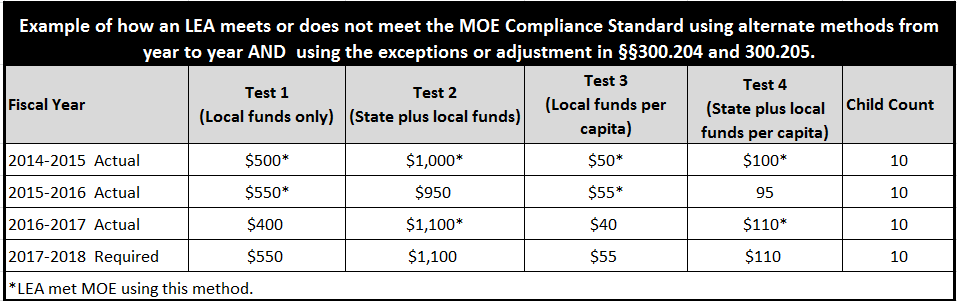 Example of how an LEA meets or does not meet the MOE Compliance Standard using alternate methods from
year to year AND using the exceptions or adjustment in §§300.204 and 300.205.
Fiscal Year | Test 1 (Local funds only) | Test 2 (State plus local funds) | Test 3 (Local funds per capita) | Test 4 (State plus local funds per capita) | Child Count
2014-2015 Actual | $500* | $1,000* | $50* | $100* | 10
2015-2016 Actual | $550* | $950 | $55* | 95 | 10
2016-2017 Actual | $400 | $1,100* | $40 | $110* | 10
2017-2018 Required | $550 | $1,100 | $55 | $110 | 10
*LEA met MOE using this method.